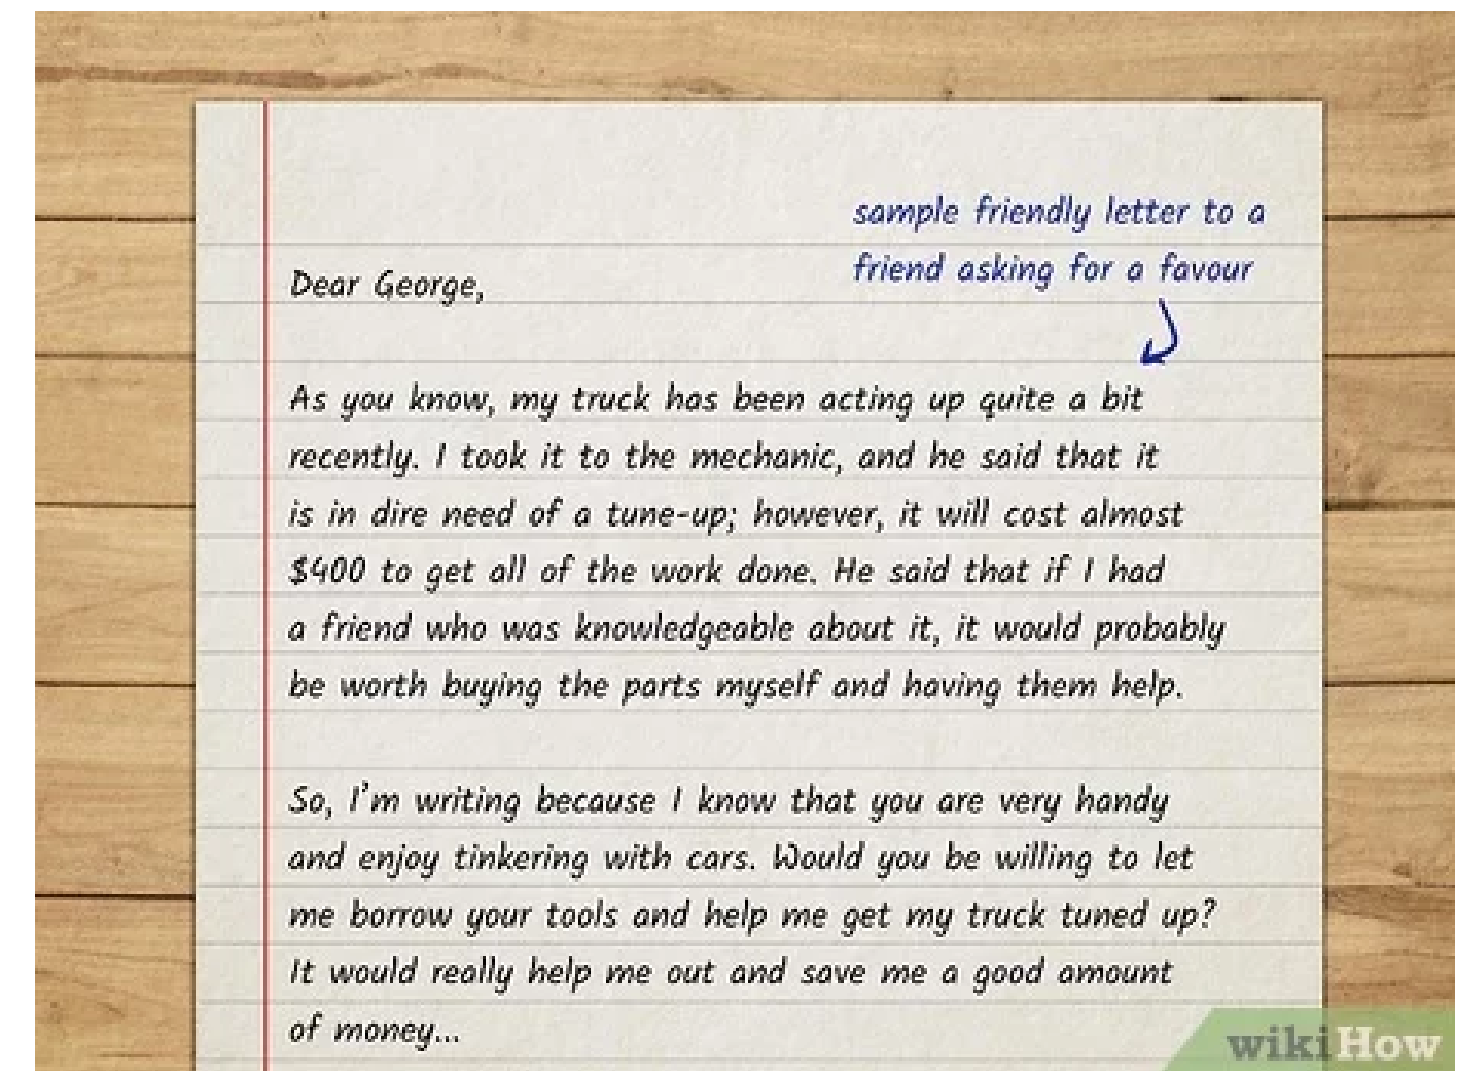 sample friendly letter to a
friend asking for a favour
Dear George,
As you know, my truck has been acting up quite a bit
recently. I took it to the mechanic, and he said that it
is in dire need of a tune-up; however, it will cost almost
$400 to get all of the work done. He said that if I had
a friend who was knowledgeable about it, it would probably
be worth buying the parts myself and having them help.
So, I'm writing because I know that you are very handy
and enjoy tinkering with cars. Would you be willing to let
me borrow your tools and help me get my truck tuned up?
It would really help me out and save me a good amount
of money...
wikiHow